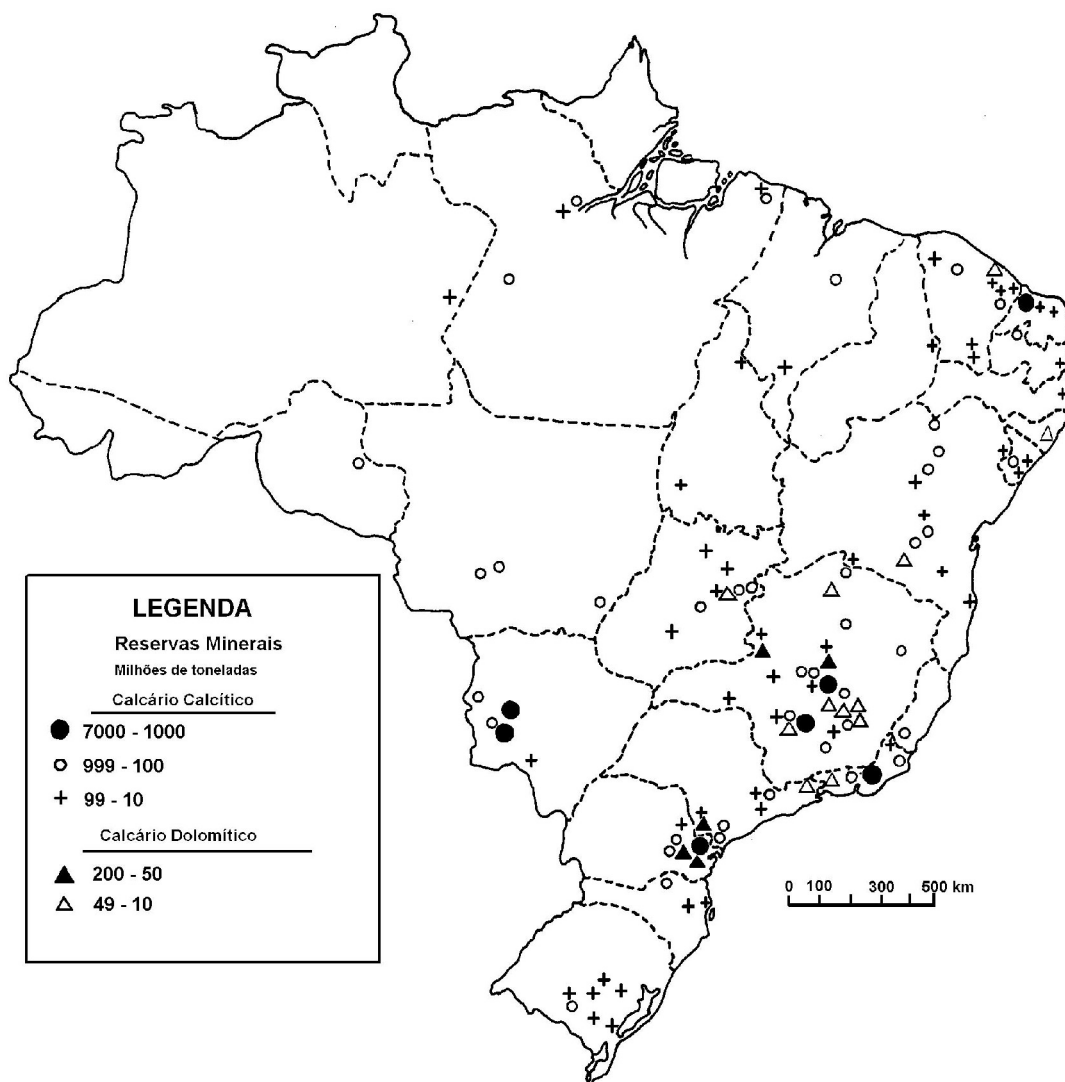 LEGENDA
Reservas Minerais
Milhões de toneladas
Calcário Calcítico
7000 - 1000
999 - 100
99 - 10
Calcário Dolomítico
200 - 50
49 - 10
0 100 300 500 km